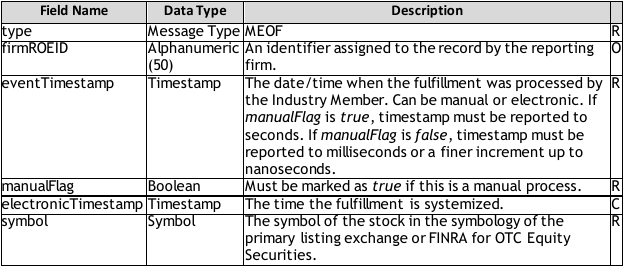 Field Name Data Type Description
type Message Type MEOF R
firmROEID Alphanumeric An identifier assigned to the record by the reporting O
(50) firm.
eventTimestamp Timestamp The date/time when the fulfillment was processed by R
the Industry Member. Can be manual or electronic. If
manualFlag is true, timestamp must be reported to
seconds. If manualFlag is false, timestamp must be
reported to milliseconds or a finer increment up to
nanoseconds.
manualFlag Boolean Must be marked as true if this is a manual process. R
electronicTimestamp Timestamp The time the fulfillment is systemized. C
symbol Symbol The symbol of the stock in the symbology of the R
primary listing exchange or FINRA for OTC Equity
Securities.